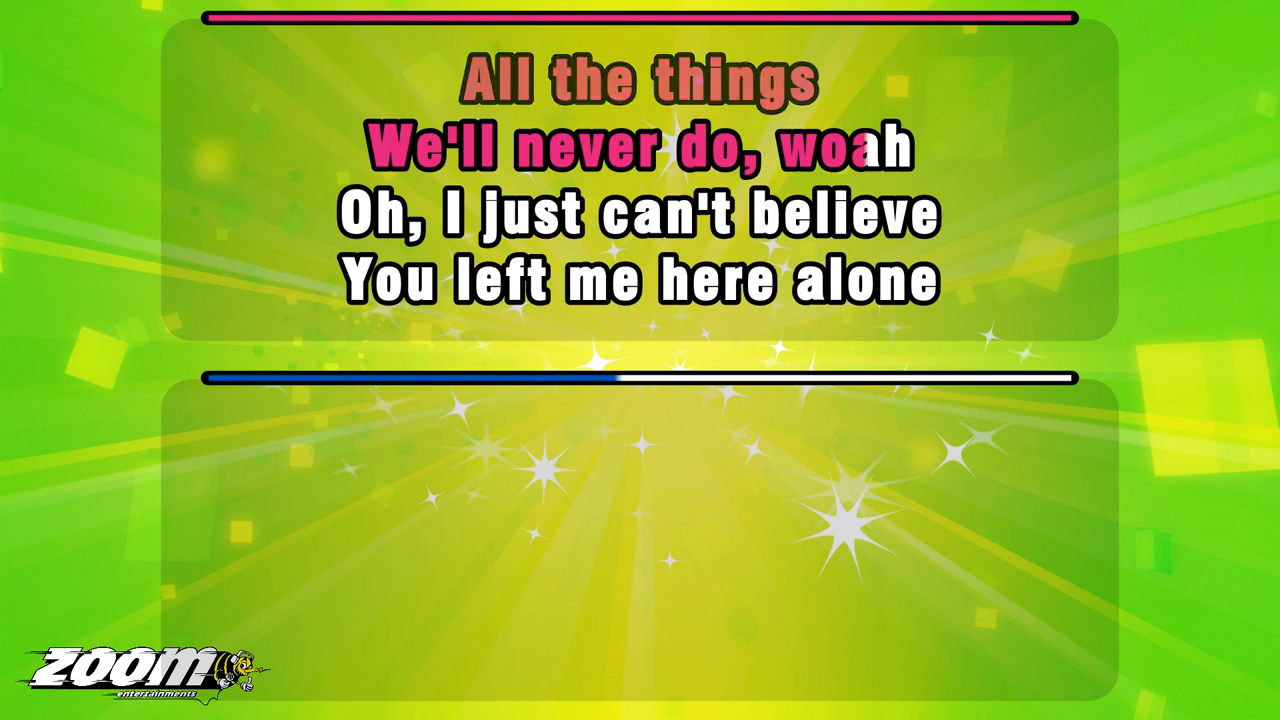 All the things
We'll never do, woah
Oh, I just can't believe
You left me here alone
zoom
entertainments